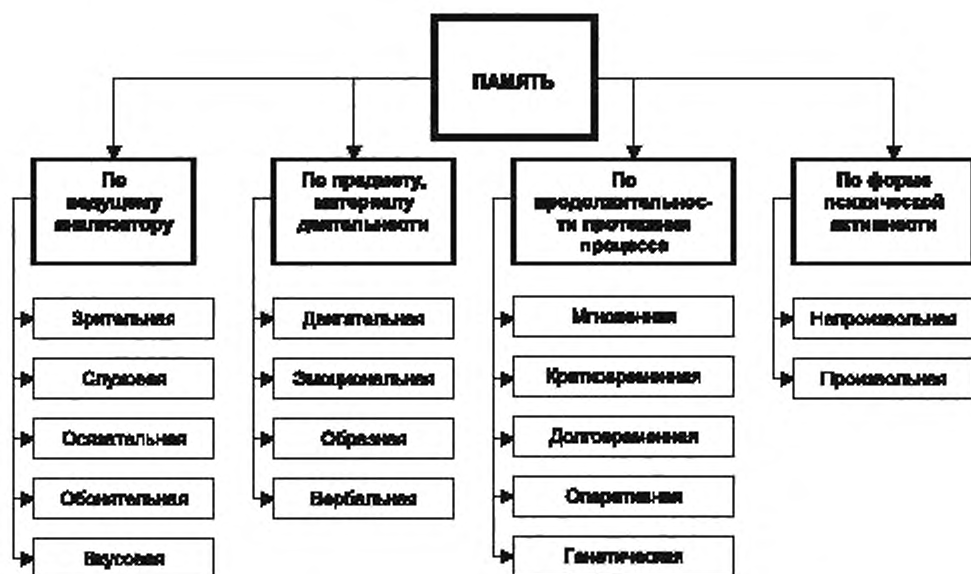 ПАМЯТЬ
По
ведущему
анализатору
Зрительная
Слуховая
Осязательная
Обонятельная
Вкусовая
По предмету,
материалу
деятельности
Двигательная
Эмоциональная
Образная
Вербальная
По
продолжительнос-
ти протекания
процесса
Мгновенная
Кратковременная
Долговременная
Оперативная
Генетическая
По форме
психической
активности
Непроизвольная
Произвольная